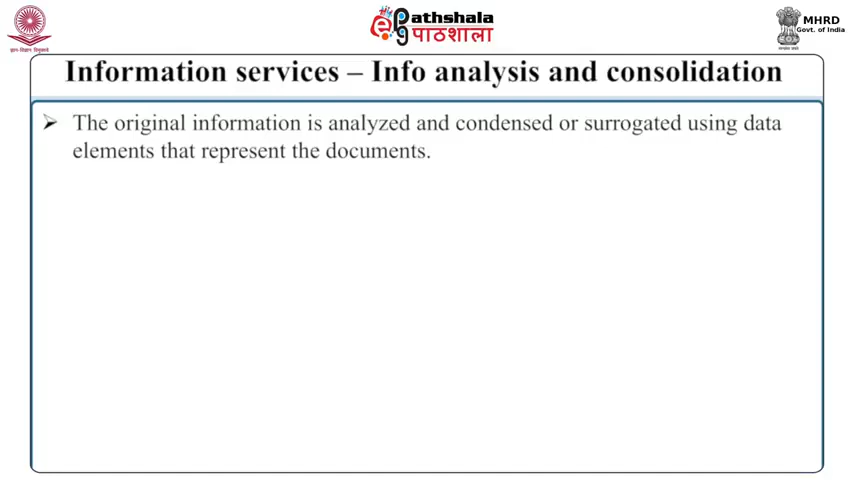 Pathshala
पाठशाला
MHRD
Govt. of India
ज्ञान-विज्ञान विमुक्तये
Information services – Info analysis and consolidation
The original information is analyzed and condensed or surrogated using data
elements that represent the documents.